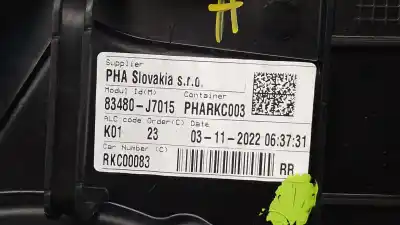 Supplier
PHA Slovakia s.r.o.
Modul Id(M) Container
83480-J7015 PHARKC003
ALC code Order(C) Date
K01 23 03-11-2022 06:37:31
Car Number (C)
RKC00083 RR